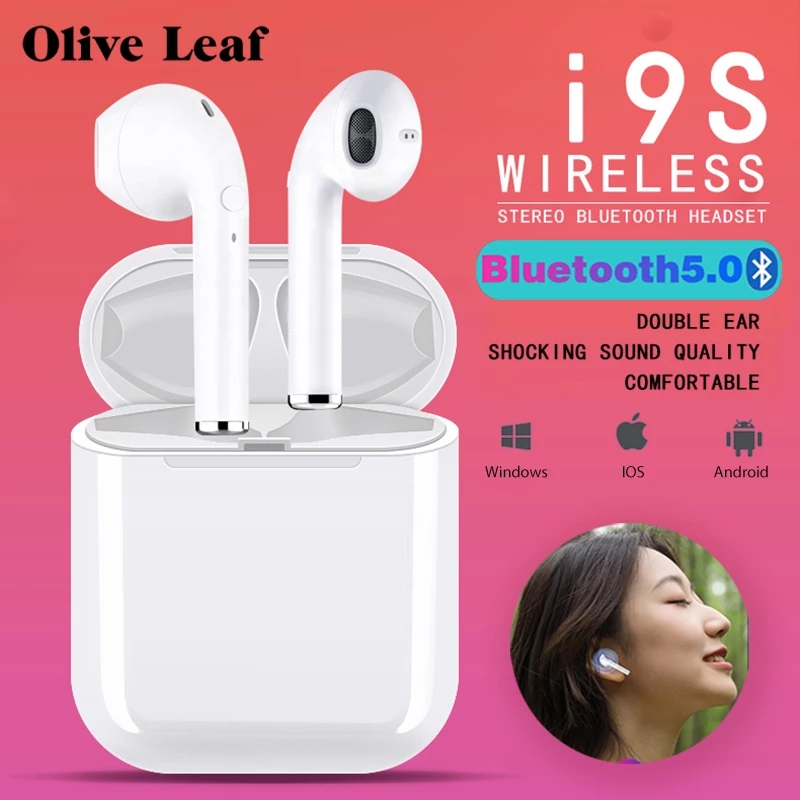 Olive Leaf
i9S
WIRELESS
STEREO BLUETOOTH HEADSET
Bluetooth5.0
DOUBLE EAR
SHOCKING SOUND QUALITY
COMFORTABLE
Windows
IOS
Android